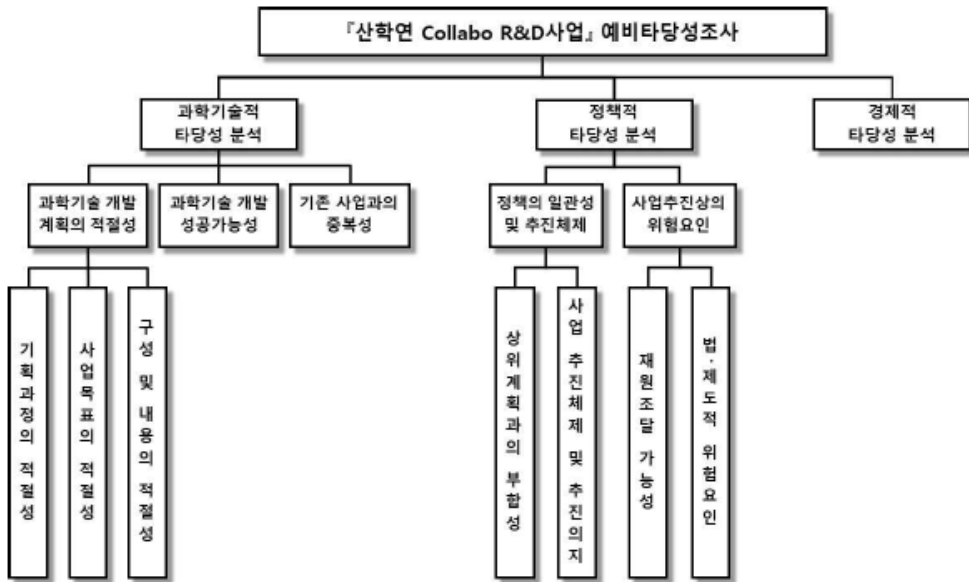 『산학연 Collabo R&D사업』 예비타당성조사
과학기술적
타당성 분석
정책적
타당성 분석
경제적
타당성 분석
과학기술 개발
계획의 적절성
과학기술 개발
성공가능성
기존 사업과의
중복성
정책의 일관성
및 추진체제
사업추진상의
위험요인
기획과정의 적절성
사업목표의 적절성
구성 및 내용의 적절성
상위계획과의 부합성
사업 추진체제 및 추진의지
재원조달 가능성
법·제도적 위험요인